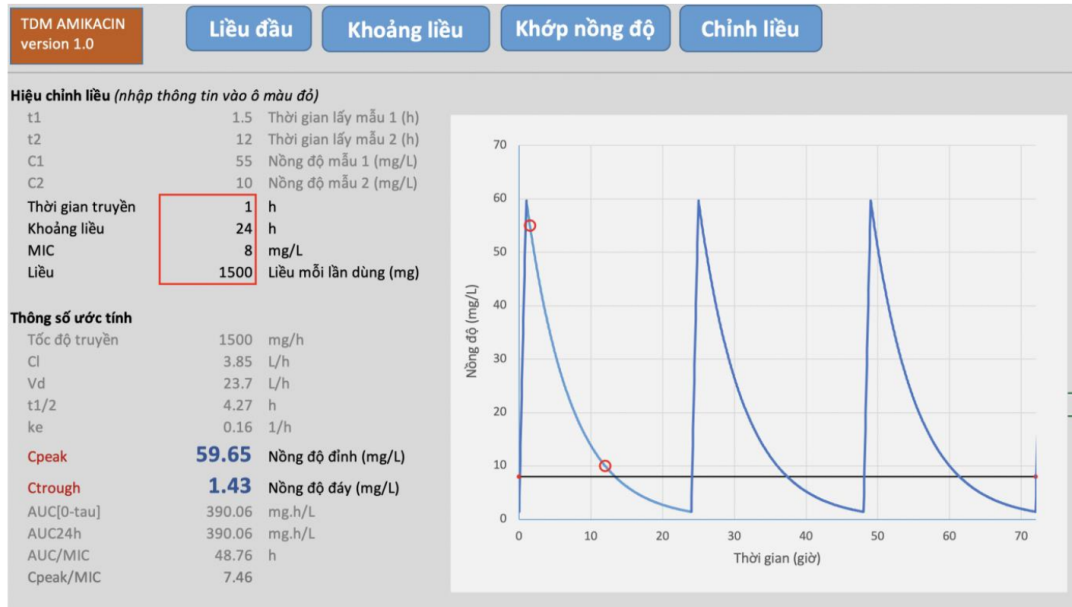 TDM AMIKACIN
version 1.0
Liều đầu
Khoảng liều
Khớp nồng độ
Chỉnh liều
Hiệu chỉnh liều (nhập thông tin vào ô màu đỏ)
t1 1.5 Thời gian lấy mẫu 1 (h)
t2 12 Thời gian lấy mẫu 2 (h)
C1 55 Nồng độ mẫu 1 (mg/L)
C2 10 Nồng độ mẫu 2 (mg/L)
Thời gian truyền 1 h
Khoảng liều 24 h
MIC 8 mg/L
Liều 1500 Liều mỗi lần dùng (mg)
Thông số ước tính
Tốc độ truyền 1500 mg/h
Cl 3.85 L/h
Vd 23.7 L/h
t1/2 4.27 h
ke 0.16 1/h
Cpeak 59.65 Nồng độ đỉnh (mg/L)
Ctrough 1.43 Nồng độ đáy (mg/L)
AUC[0-tau] 390.06 mg.h/L
AUC24h 390.06 mg.h/L
AUC/MIC 48.76 h
Cpeak/MIC 7.46
Nồng độ (mg/L)
70
60
50
40
30
20
10
0
0 10 20 30 40 50 60 70
Thời gian (giờ)